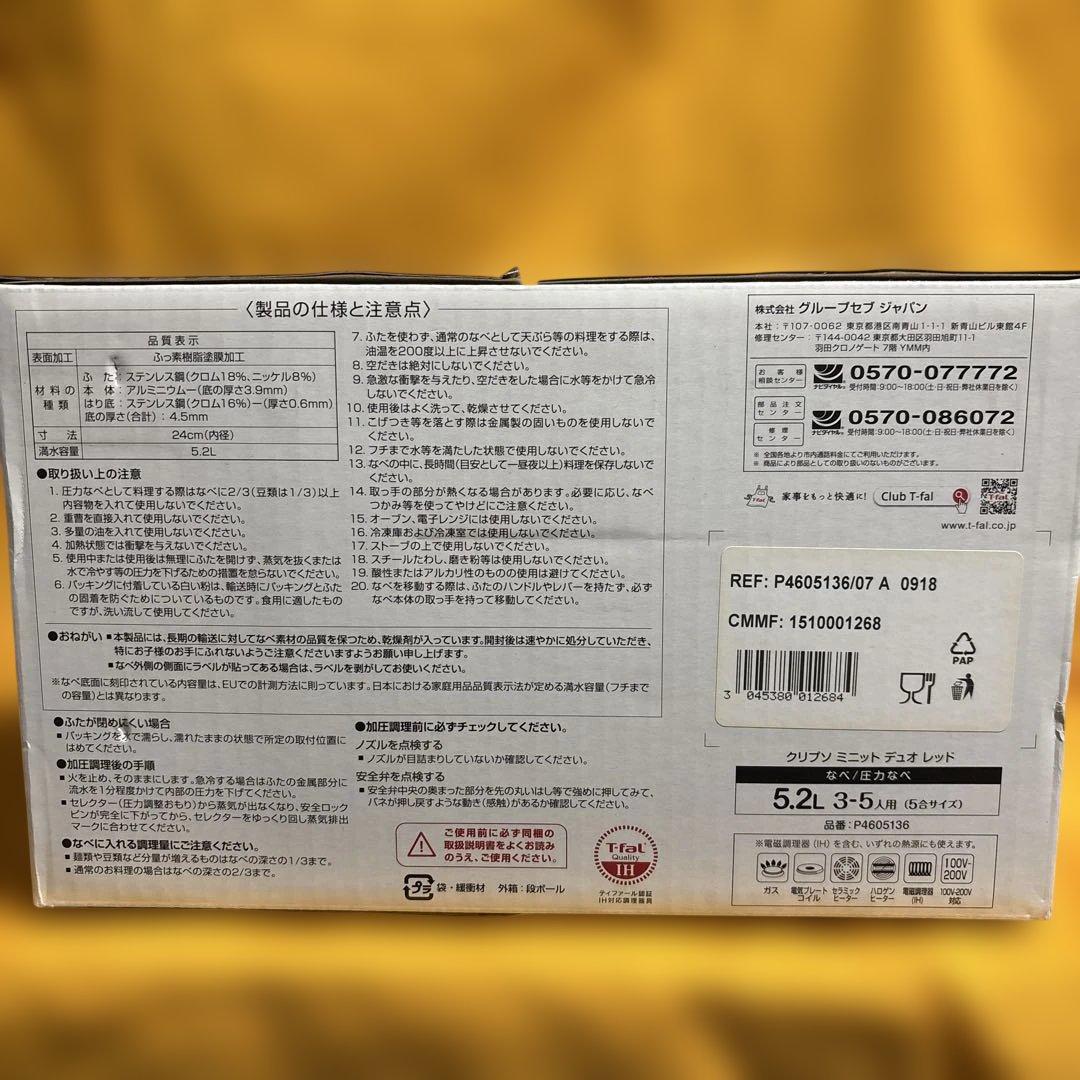 〈製品の仕様と注意点〉
品質表示
表面加工 ふっ素樹脂塗膜加工
材料の種類
ふ た：ステンレス鋼(クロム18%、ニッケル8%)
本 体：アルミニウムー(底の厚さ3.9mm)
はり底：ステンレス鋼(クロム16%)ー(厚さ0.6mm)
底の厚さ(合計)：4.5mm
寸 法 24cm(内径)
満水容量 5.2L
●取り扱い上の注意
1. 圧力なべとして料理する際はなべに2/3(豆類は1/3)以上
内容物を入れて使用しないでください。
2. 重曹を直接入れて使用しないでください。
3. 多量の油を入れて使用しないでください。
4. 加熱状態では衝撃を与えないでください。
5. 使用中または使用後は無理にふたを開けず、蒸気を抜くまたは
水で冷やす等の圧力を下げるための措置を怠らないでください。
6. パッキングに付着している白い粉は、輸送時にパッキングとふた
の固着を防ぐためについているものです。食用に適したもの
ですが、洗い流して使用してください。
7. ふたを使わず、通常のなべとして天ぷら等の料理をする際は、
油温を200度以上に上昇させないでください。
8. 空だきは絶対にしないでください。
9. 急激な衝撃を与えたり、空だきをした場合に水等をかけて急冷
しないでください。
10. 使用後はよく洗って、乾燥させてください。
11. こげつき等を落とす際は金属製の固いものを使用しないで
ください。
12. フチまで水等を満たした状態で使用しないでください。
13. なべの中に、長時間(目安として一昼夜以上)料理を保存しないで
ください。
14. 取っ手の部分が熱くなる場合があります。必要に応じ、なべ
つかみ等を使ってやけどにご注意ください。
15. オーブン、電子レンジには使用しないでください。
16. 冷凍庫および冷凍室では使用しないでください。
17. ストーブの上で使用しないでください。
18. スチールたわし、磨き粉等は使用しないでください。
19. 酸性またはアルカリ性のものの使用は避けてください。
20. なべを移動する際は、ふたのハンドルやレバーを持たず、必ず
なべ本体の取っ手を持って移動してください。
●おねがい ■本製品には、長期の輸送に対してなべ素材の品質を保つため、乾燥剤が入っています。開封後は速やかに処分していただき、
特にお子様のお手にふれないようご注意くださいますようお願い申し上げます。
■なべ外側の側面にラベルが貼ってある場合は、ラベルを剥がしてお使いください。
※なべ底面に刻印されている内容量は、EUでの計測方法に則っています。日本における家庭用品品質表示法が定める満水容量(フチまで
の容量)とは異なります。
●ふたが閉めにくい場合
■パッキングを水で濡らし、濡れたままの状態で所定の取付位置に
はめてください。
●加圧調理後の手順
■火を止め、そのままにします。急冷する場合はふたの金属部分に
流水を1分程度かけて内部の圧力を下げてください。
■セレクター(圧力調整おもり)から蒸気が出なくなり、安全ロック
ピンが完全に下がってから、セレクターをゆっくり回し蒸気排出
マークに合わせてください。
●なべに入れる調理量にご注意ください。
■麺類や豆類など分量が増えるものはなべの深さの1/3まで。
■通常のお料理の場合はなべの深さの2/3まで。
●加圧調理前に必ずチェックしてください。
ノズルを点検する
■ノズルが目詰まりしていないか確認してください。
安全弁を点検する
■安全弁中央の奥まった部分を先の丸いはし等で強めに押してみて、
バネが押し戻すような動き(感触)があるか確認してください。
ご使用前に必ず同梱の
取扱説明書をよくお読み
のうえ、ご使用ください。
プラ 袋・緩衝材 外箱：段ボール
T-fal
Quality
IH
ティファール認証
IH対応調理器具
株式会社 グループセブ ジャパン
本社：〒107-0062 東京都港区南青山1-1-1 新青山ビル東館4F
修理センター：〒144-0042 東京都大田区羽田旭町11-1
羽田クロノゲート 7階 YMM内
お客様相談センター ナビダイヤル 0570-077772
受付時間：9:00〜18:00(土・日・祝日・弊社休業日を除く)
部品注文センター
修理センター
ナビダイヤル 0570-086072
受付時間：9:00〜18:00(土・日・祝日・弊社休業日を除く)
※ 全国各地より市内通話料金にてご利用いただけます。
※ 商品により部品としての取り扱いのないものがございます。
T-fal 家事をもっと快適に! Club T-fal T-fal
www.t-fal.co.jp
REF: P4605136/07 A 0918
CMMF: 1510001268
3 045380 012684
PAP
クリプソ ミニット デュオ レッド
なべ/圧力なべ
5.2L 3-5人用 (5合サイズ)
品番：P4605136
※電磁調理器 (IH) を含む、いずれの熱源にも使えます。
100V-
200V
ガス 電気プレートコイル セラミックヒーター ハロゲンヒーター 電磁調理器(IH) 100V-200V対応